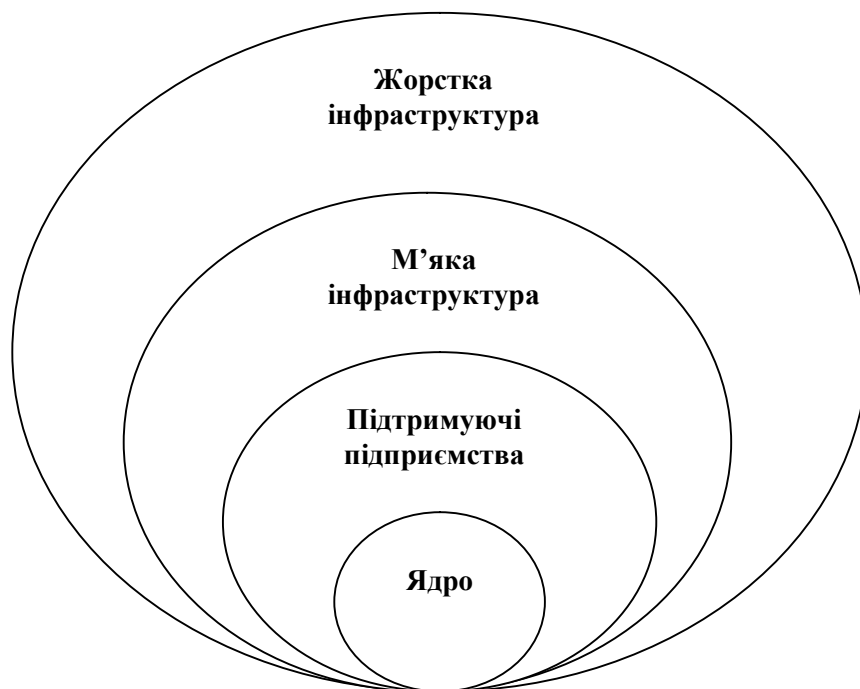 Жорстка
інфраструктура
М’яка
інфраструктура
Підтримуючі
підприємства
Ядро